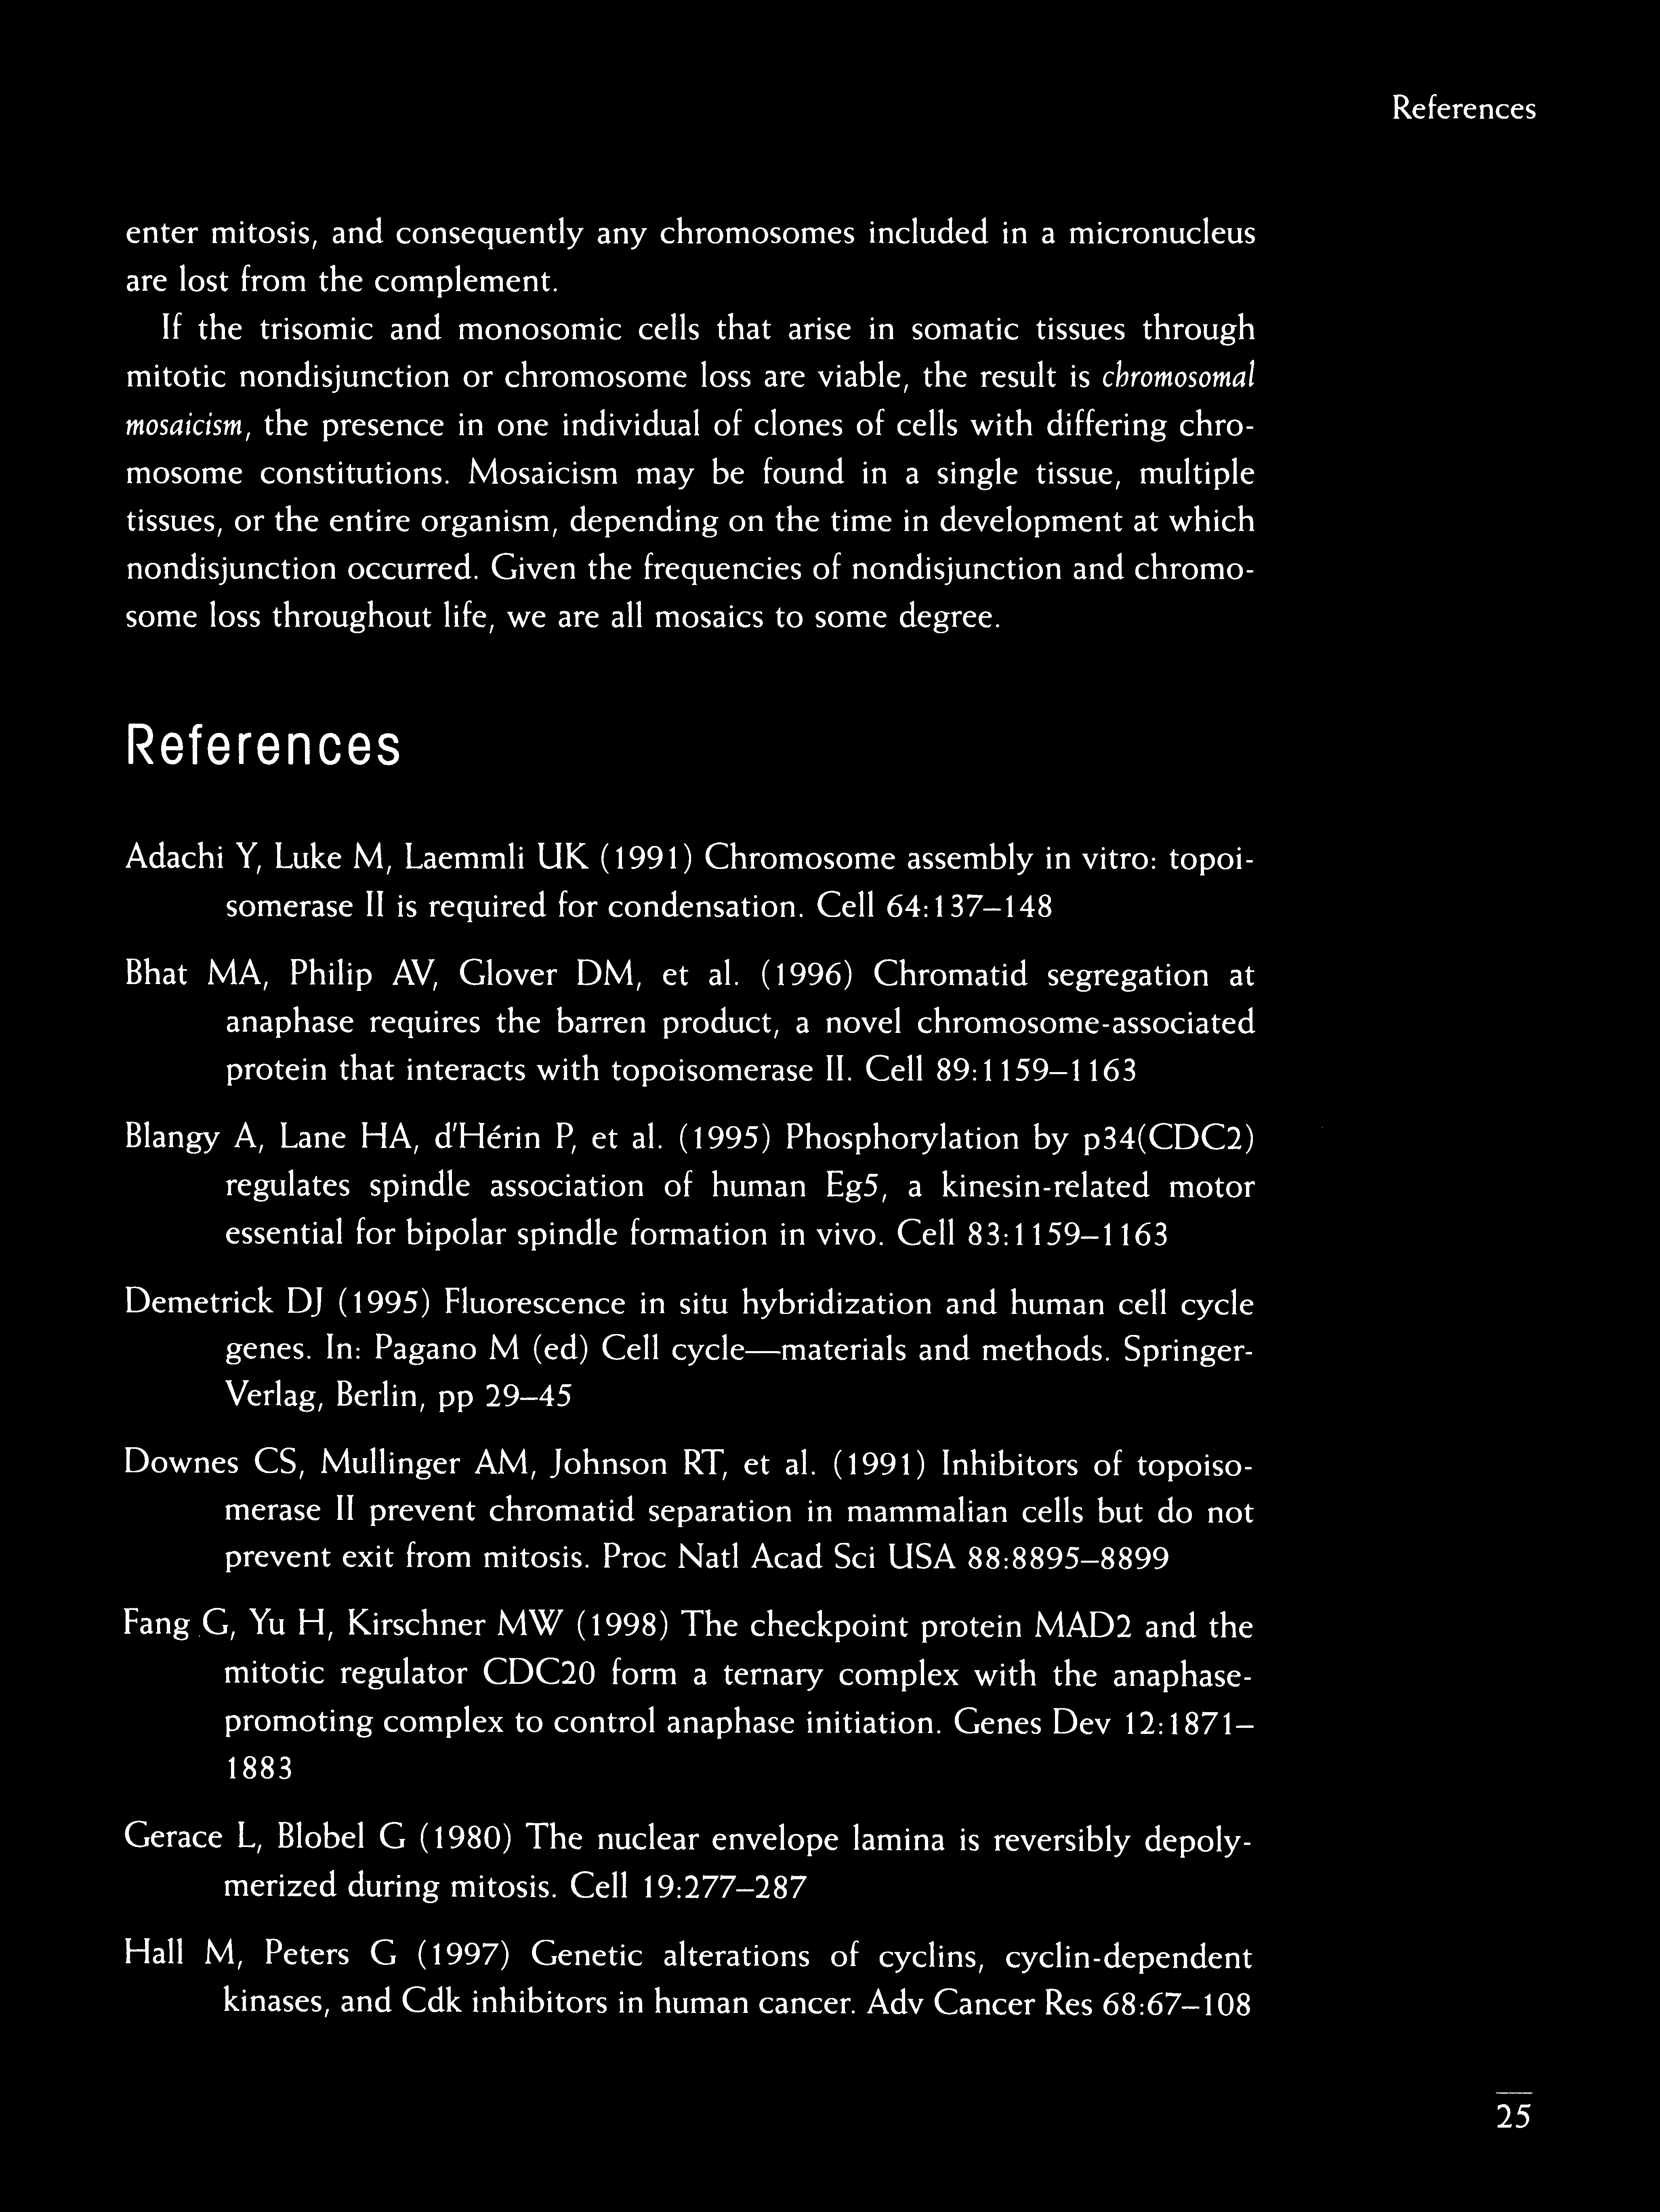 References
enter mitosis, and consequently any chromosomes included in a micronucleus
are lost from the complement.
If the trisomic and monosomic cells that arise in somatic tissues through
mitotic nondisjunction or chromosome loss are viable, the result is chromosomal
mosaicism, the presence in one individual of clones of cells with differing chro-
mosome constitutions. Mosaicism may be found in a single tissue, multiple
tissues, or the entire organism, depending on the time in development at which
nondisjunction occurred. Given the frequencies of nondisjunction and chromo-
some loss throughout life, we are all mosaics to some degree.
References
Adachi Y, Luke M, Laemmli UK (1991) Chromosome assembly in vitro: topoi-
somerase II is required for condensation. Cell 64:137–148
Bhat MA, Philip AV, Glover DM, et al. (1996) Chromatid segregation at
anaphase requires the barren product, a novel chromosome-associated
protein that interacts with topoisomerase II. Cell 89:1159–1163
Blangy A, Lane HA, d'Hérin P, et al. (1995) Phosphorylation by p34(CDC2)
regulates spindle association of human Eg5, a kinesin-related motor
essential for bipolar spindle formation in vivo. Cell 83:1159–1163
Demetrick DJ (1995) Fluorescence in situ hybridization and human cell cycle
genes. In: Pagano M (ed) Cell cycle—materials and methods. Springer-
Verlag, Berlin, pp 29–45
Downes CS, Mullinger AM, Johnson RT, et al. (1991) Inhibitors of topoiso-
merase II prevent chromatid separation in mammalian cells but do not
prevent exit from mitosis. Proc Natl Acad Sci USA 88:8895–8899
Fang G, Yu H, Kirschner MW (1998) The checkpoint protein MAD2 and the
mitotic regulator CDC20 form a ternary complex with the anaphase-
promoting complex to control anaphase initiation. Genes Dev 12:1871–
1883
Gerace L, Blobel G (1980) The nuclear envelope lamina is reversibly depoly-
merized during mitosis. Cell 19:277–287
Hall M, Peters G (1997) Genetic alterations of cyclins, cyclin-dependent
kinases, and Cdk inhibitors in human cancer. Adv Cancer Res 68:67–108
25